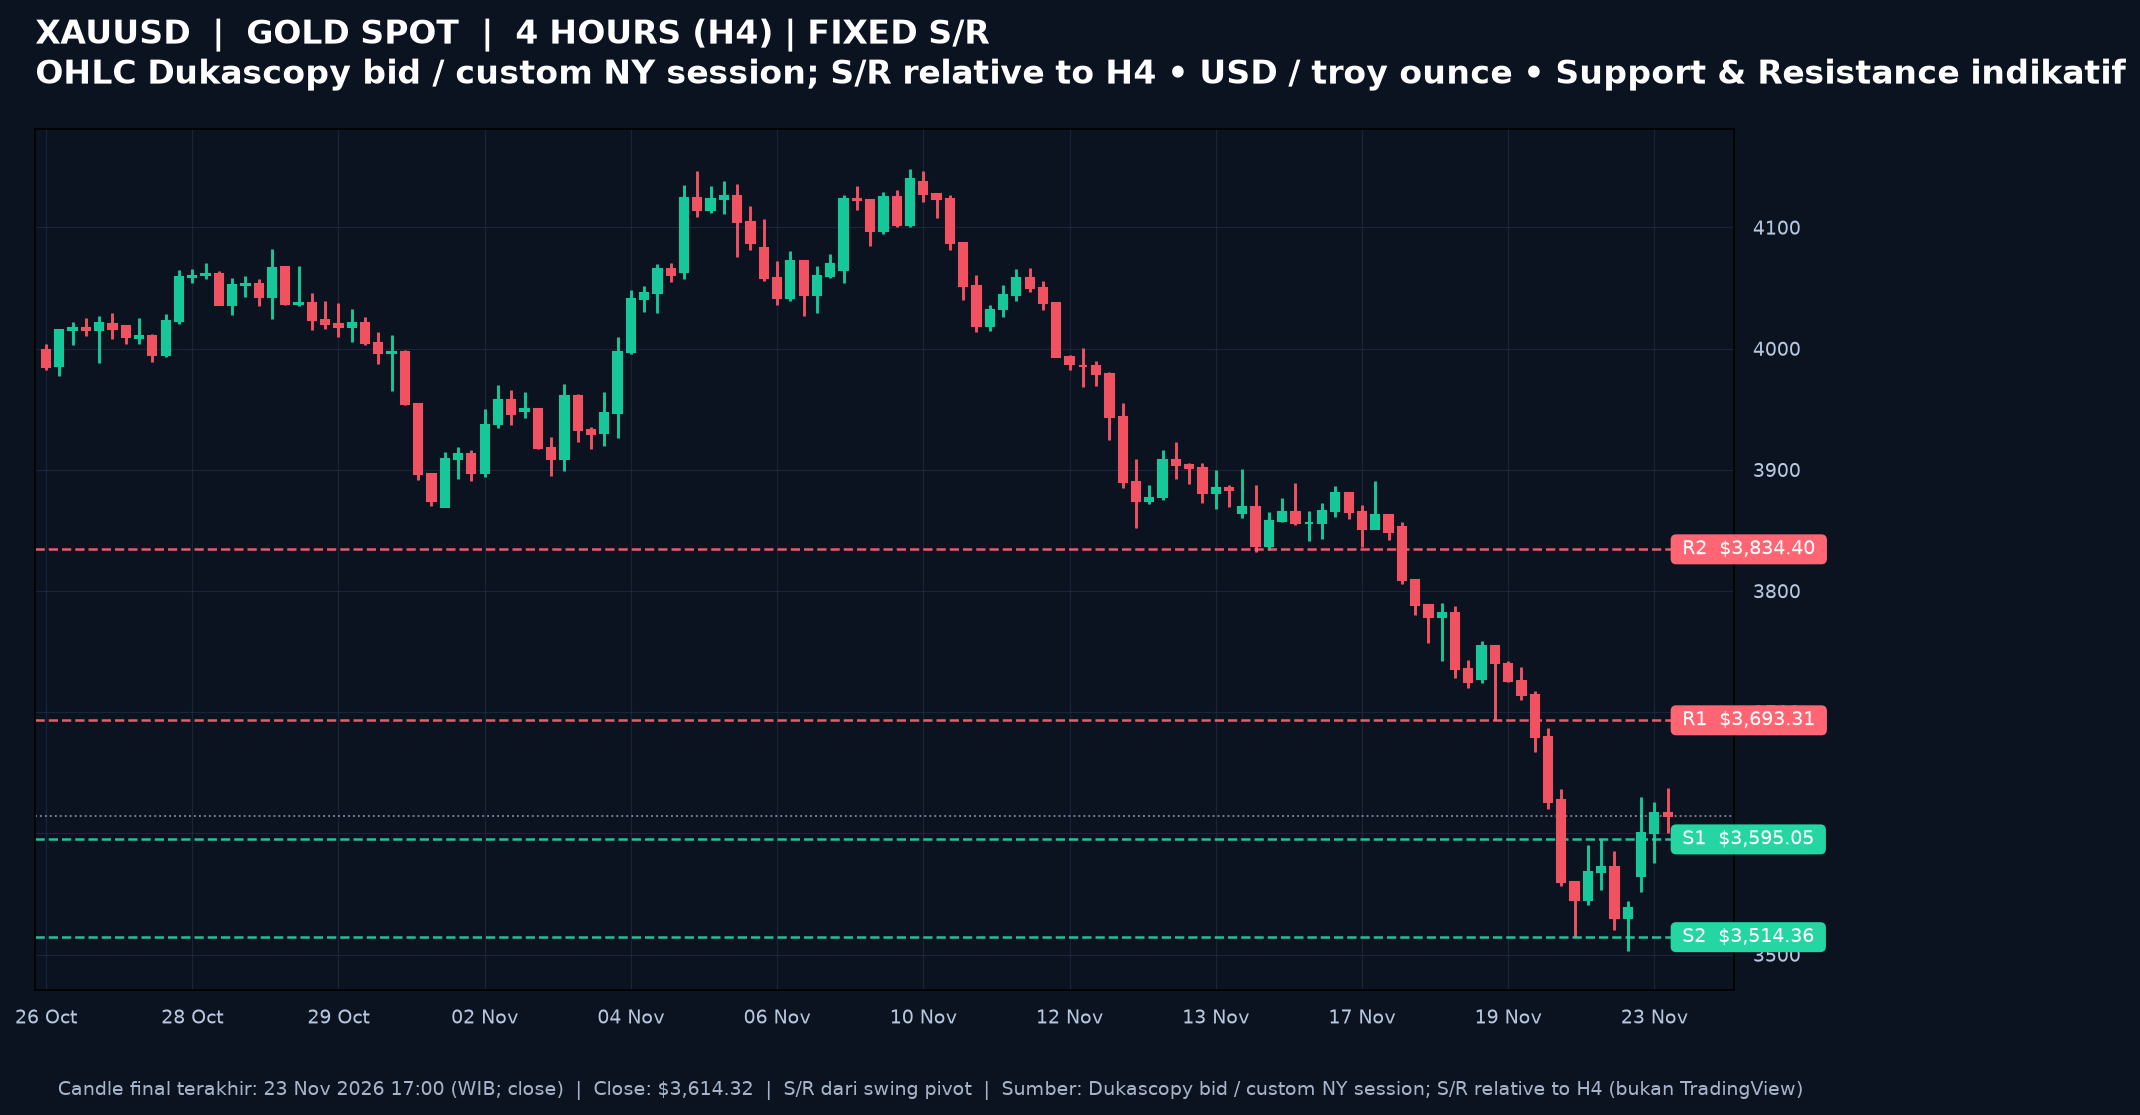 XAUUSD | GOLD SPOT | 4 HOURS (H4) | FIXED S/R
OHLC Dukascopy bid / custom NY session; S/R relative to H4 • USD / troy ounce • Support & Resistance indikatif
4100
4000
3900
R2 $3,834.40
3800
R1 $3,693.31
S1 $3,595.05
S2 $3,514.36
3500
26 Oct 28 Oct 29 Oct 02 Nov 04 Nov 06 Nov 10 Nov 12 Nov 13 Nov 17 Nov 19 Nov 23 Nov
Candle final terakhir: 23 Nov 2026 17:00 (WIB; close) | Close: $3,614.32 | S/R dari swing pivot | Sumber: Dukascopy bid / custom NY session; S/R relative to H4 (bukan TradingView)